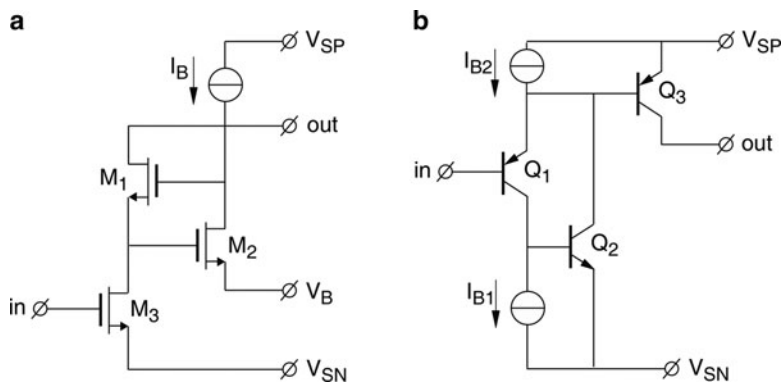 a
V_SP
I_B
out
M_1
M_2
in
M_3
V_B
V_SN
b
V_SP
I_B2
Q_3
out
in
Q_1
Q_2
I_B1
V_SN